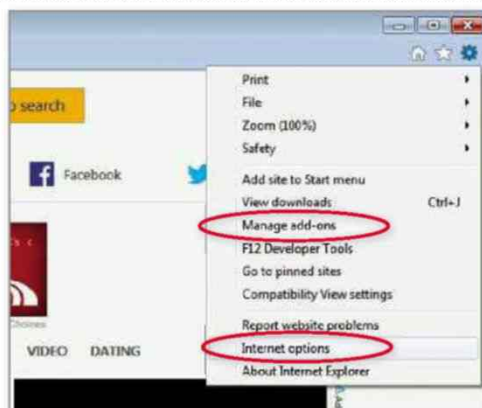 Print
File
o search
Zoom (100%)
Safety
Facebook
Add site to Start menu
View downloads Ctrl+J
Manage add-ons
F12 Developer Tools
Go to pinned sites
Compatibility View settings
Choices
Report website problems
VIDEO DATING
Internet options
About Internet Explorer